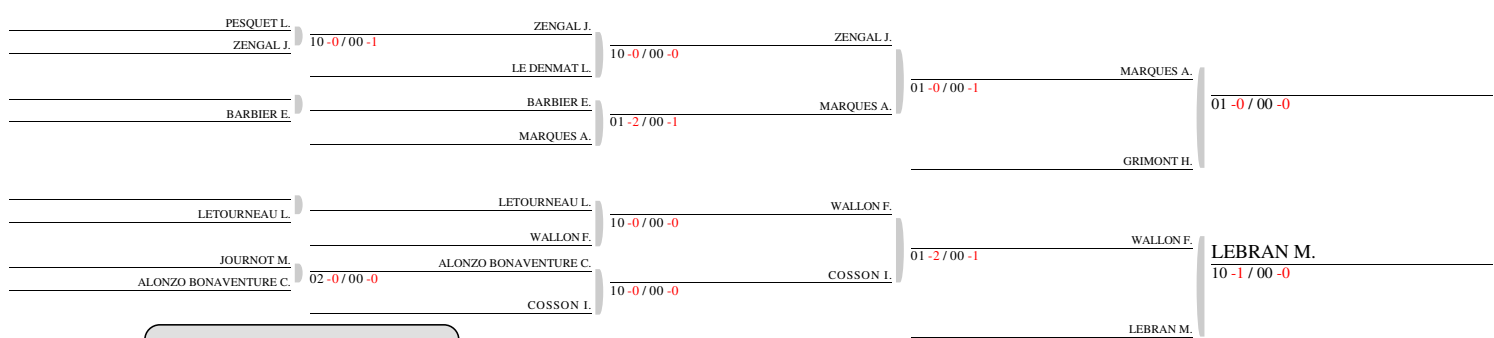 PESQUET L.
ZENGAL J.
BARBIER E.
LETOURNEAU L.
JOURNOT M.
ALONZO BONAVENTURE C.
ZENGAL J.
10 -0 / 00 -1
LE DENMAT L.
BARBIER E.
MARQUES A.
LETOURNEAU L.
WALLON F.
ALONZO BONAVENTURE C.
02 -0 / 00 -0
COSSON I.
ZENGAL J.
10 -0 / 00 -0
MARQUES A.
01 -2 / 00 -1
WALLON F.
10 -0 / 00 -0
COSSON I.
10 -0 / 00 -0
MARQUES A.
01 -0 / 00 -1
GRIMONT H.
WALLON F.
01 -2 / 00 -1
LEBRAN M.
01 -0 / 00 -0
LEBRAN M.
10 -1 / 00 -0